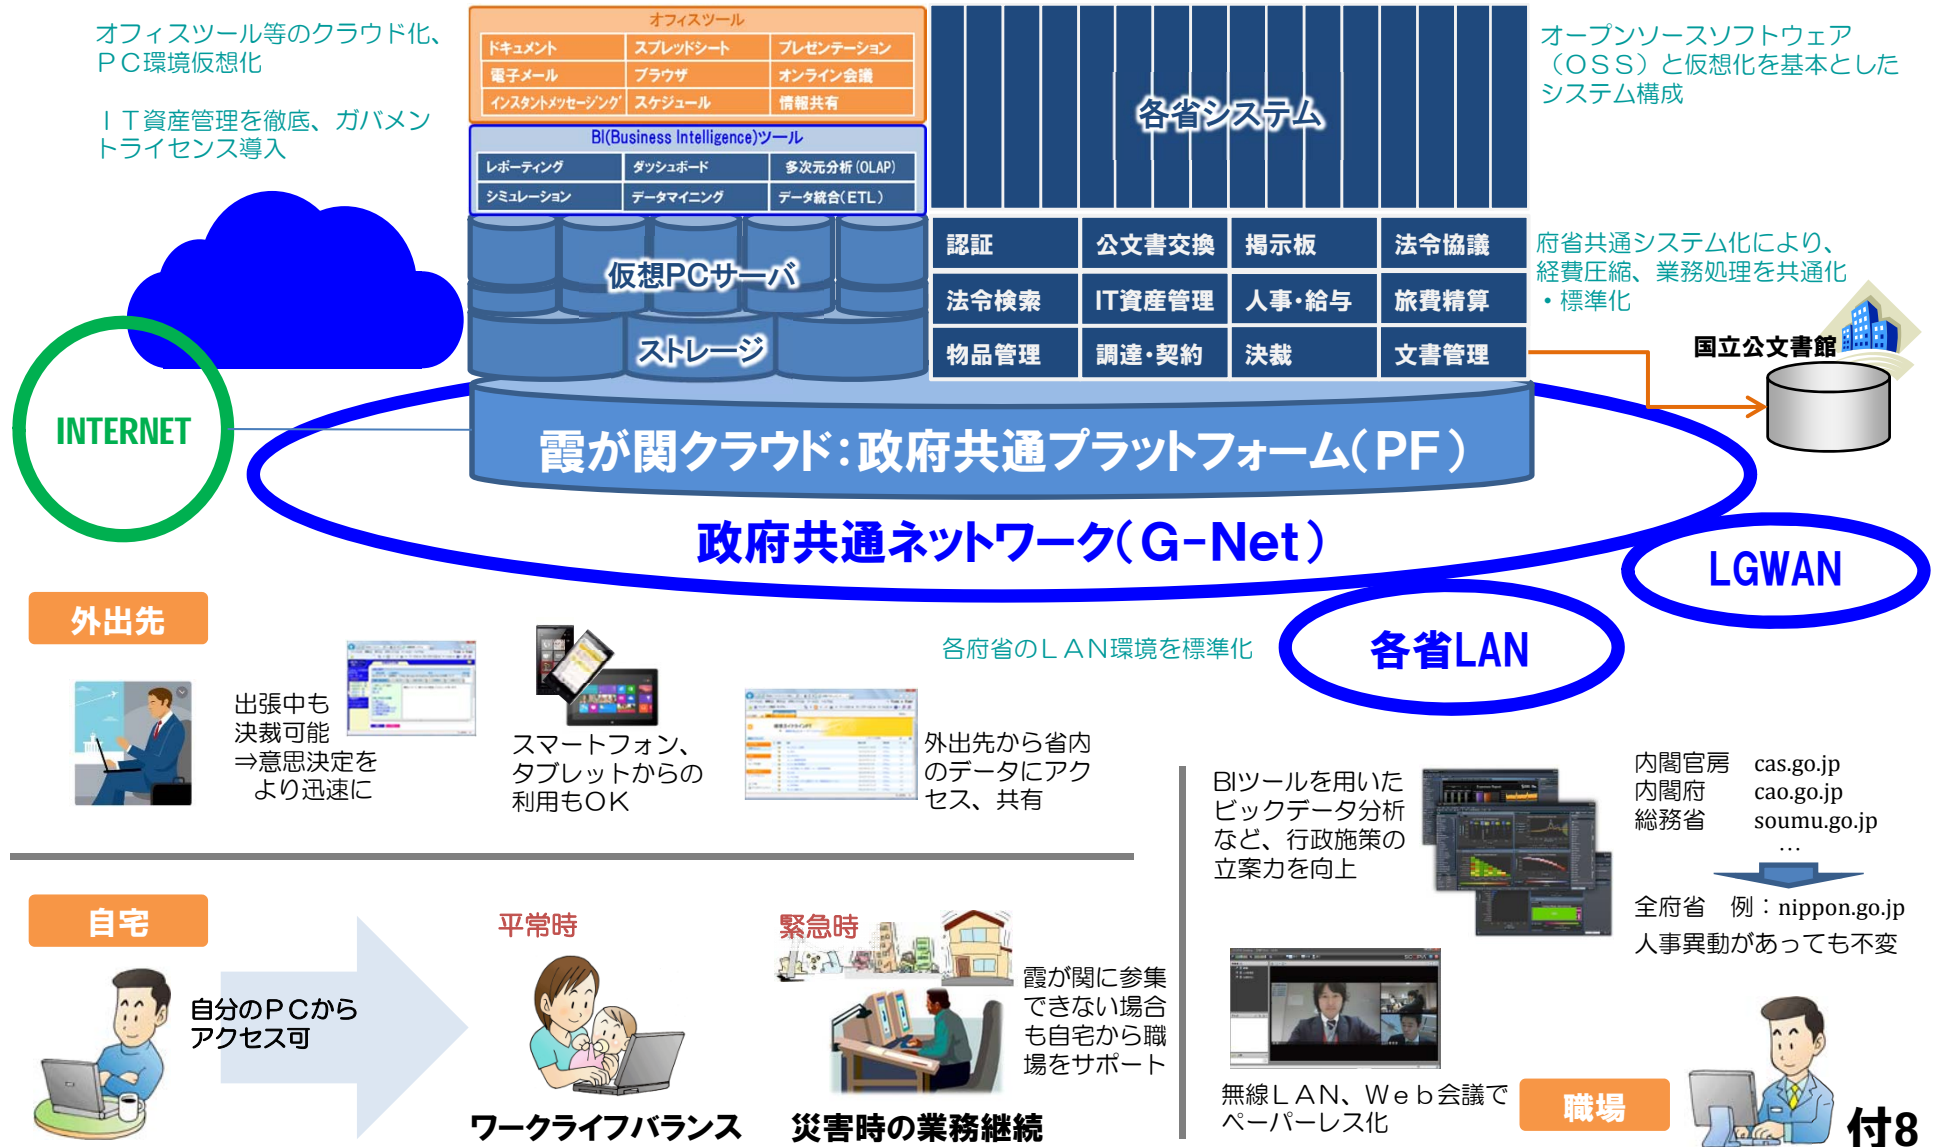 オフィスツール等のクラウド化、
ＰＣ環境仮想化
ＩＴ資産管理を徹底、ガバメン
トライセンス導入
オフィスツール
ドキュメント　スプレッドシート　プレゼンテーション
電子メール　ブラウザ　オンライン会議
インスタントメッセージング　スケジュール　情報共有
BI(Business Intelligence)ツール
レポーティング　ダッシュボード　多次元分析(OLAP)
シミュレーション　データマイニング　データ統合(ETL)
各省システム
オープンソースソフトウェア
（ＯＳＳ）と仮想化を基本とした
システム構成
仮想PCサーバ
ストレージ
認証　公文書交換　掲示板　法令協議
法令検索　IT資産管理　人事・給与　旅費精算
物品管理　調達・契約　決裁　文書管理
府省共通システム化により、
経費圧縮、業務処理を共通化
・標準化
国立公文書館
INTERNET
霞が関クラウド：政府共通プラットフォーム(PF)
政府共通ネットワーク(G-Net)
LGWAN
各省LAN
各府省のＬＡＮ環境を標準化
外出先
出張中も
決裁可能
⇒意思決定を
より迅速に
スマートフォン、
タブレットからの
利用もＯＫ
外出先から省内
のデータにアク
セス、共有
自宅
自分のＰＣから
アクセス可
平常時
ワークライフバランス
緊急時
霞が関に参集
できない場合
も自宅から職
場をサポート
災害時の業務継続
BIツールを用いた
ビックデータ分析
など、行政施策の
立案力を向上
内閣官房　cas.go.jp
内閣府　cao.go.jp
総務省　soumu.go.jp
…
全府省　例：nippon.go.jp
人事異動があっても不変
無線ＬＡＮ、Ｗｅｂ会議で
ペーパーレス化
職場
付8